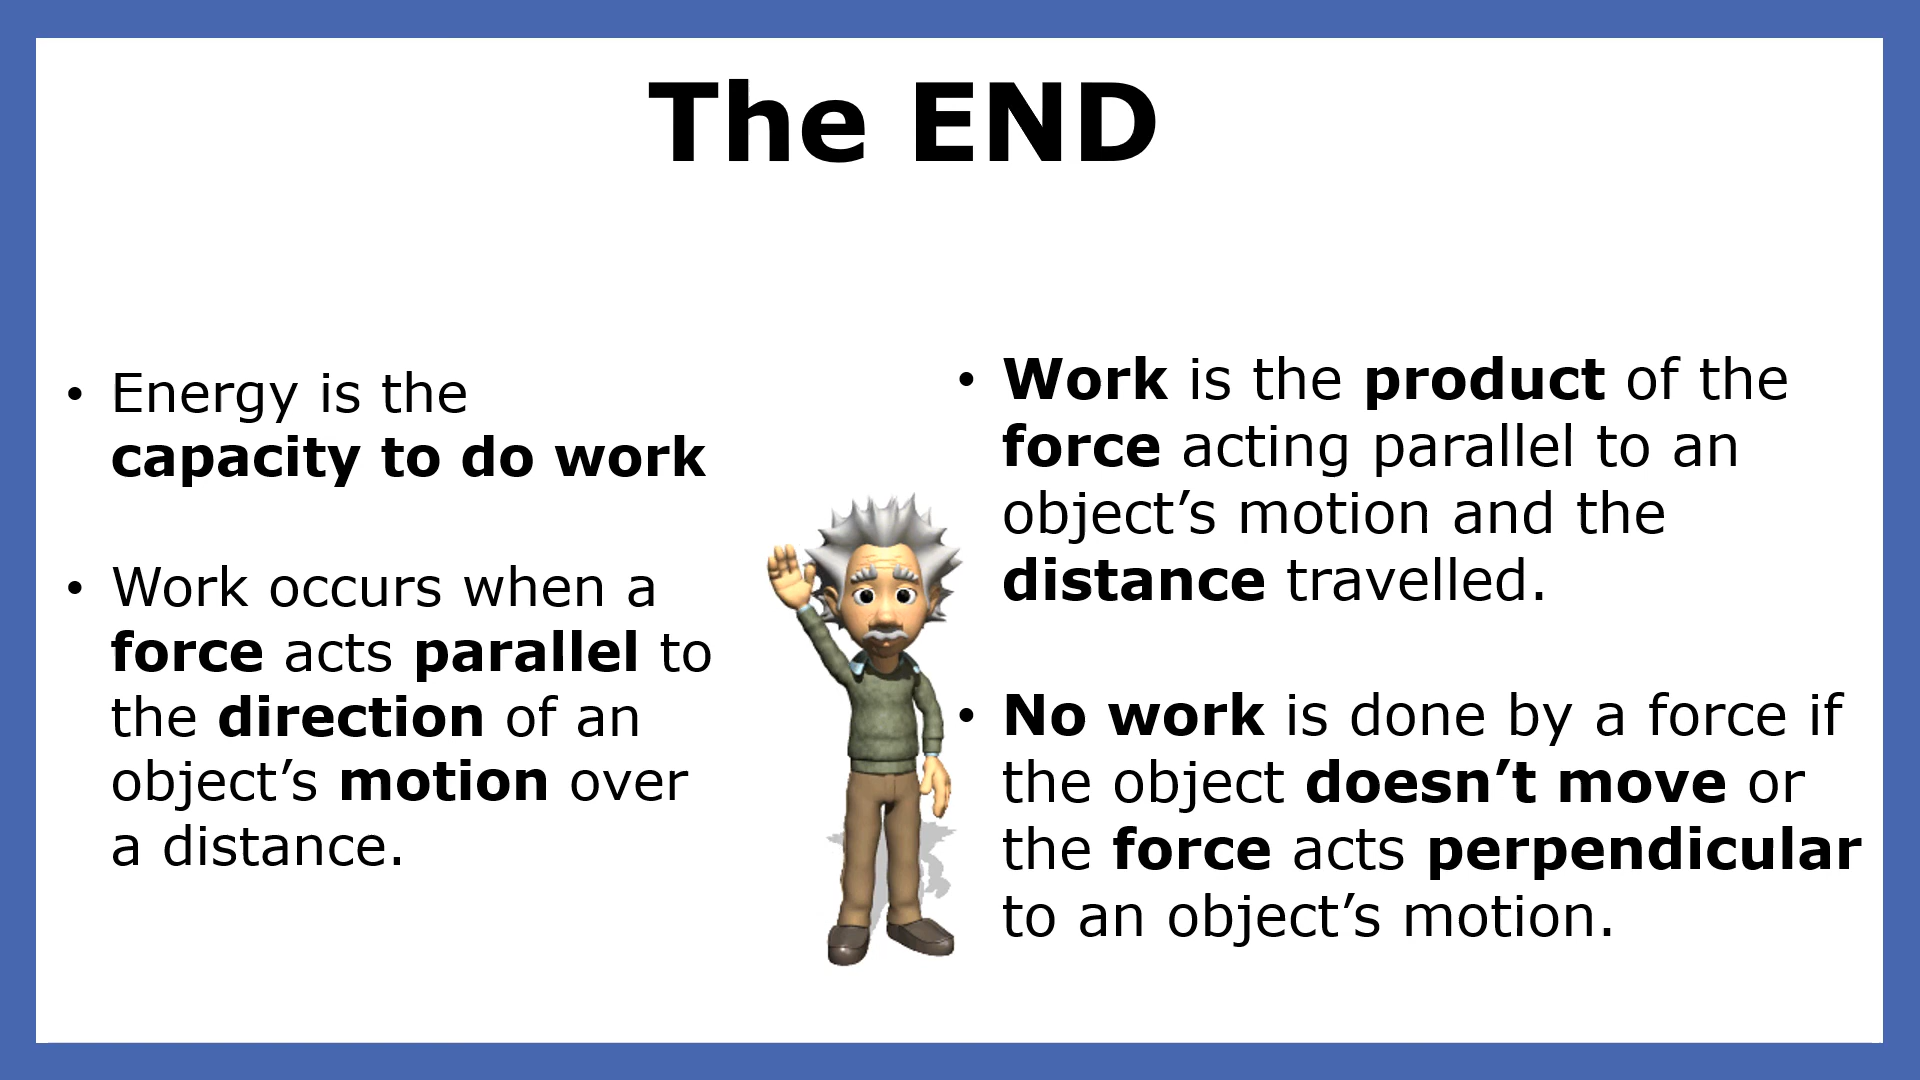 The END
• Energy is the
capacity to do work
• Work occurs when a
force acts parallel to
the direction of an
object’s motion over
a distance.
• Work is the product of the
force acting parallel to an
object’s motion and the
distance travelled.
• No work is done by a force if
the object doesn’t move or
the force acts perpendicular
to an object’s motion.